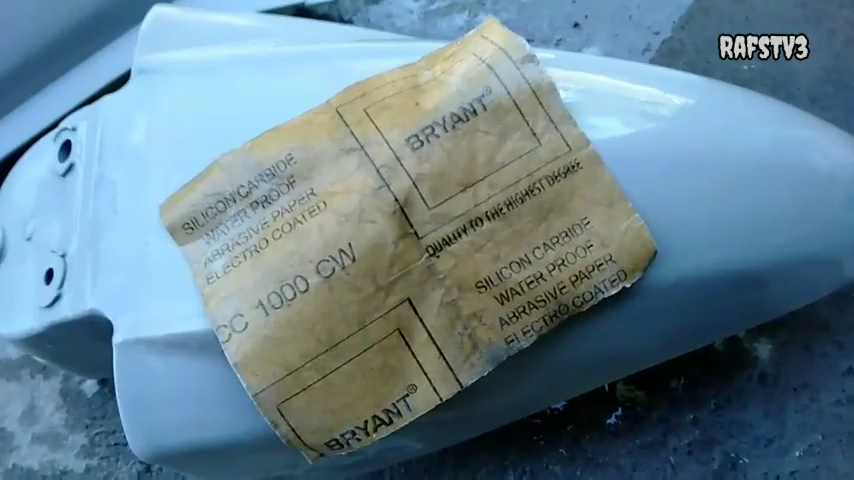 RAFSTV3
BRYANT®
QUALITY TO THE HIGHEST DEGREE
SILICON CARBIDE
WATER PROOF
ABRASIVE PAPER
ELECTRO COATED
CC 1000 CW
SILICON CARBIDE
WATER PROOF
ABRASIVE PAPER
ELECTRO COATED
BRYANT®